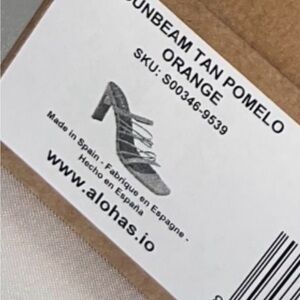 SUNBEAM TAN POMELO
ORANGE
SKU: S00346-9539
Made in Spain - Fabriqué en Espagne -
Hecho en España
www.alohas.io